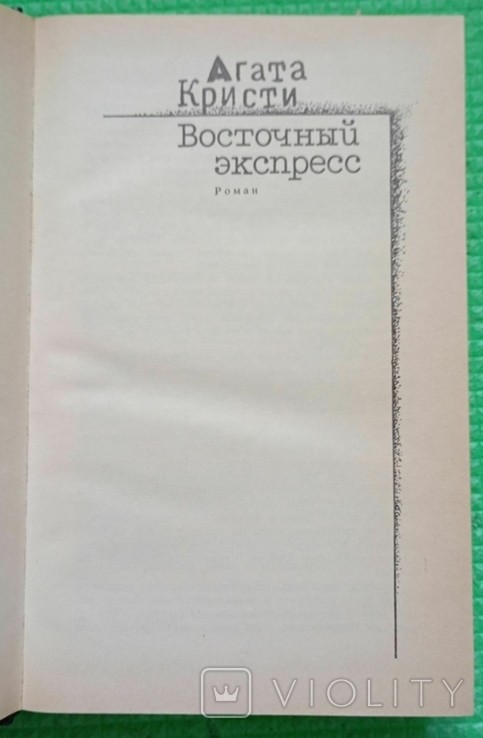 Агата
Кристи
Восточный
экспресс
Роман
VIOLITY